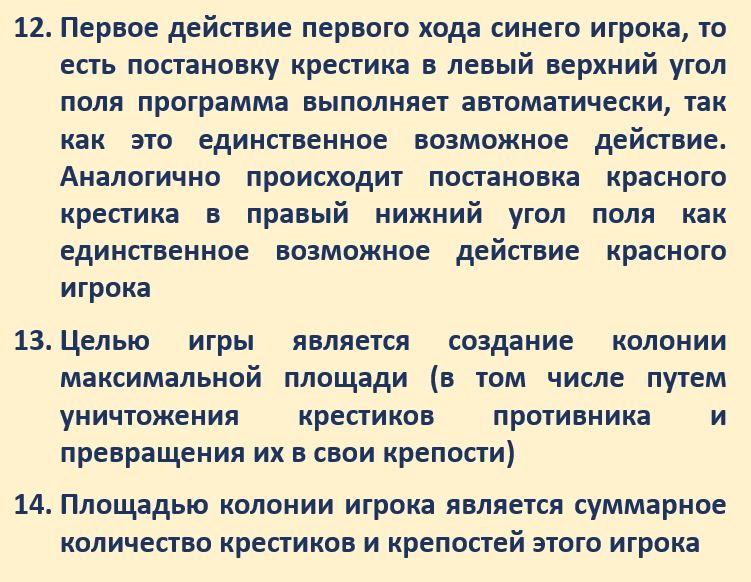 12. Первое действие первого хода синего игрока, то
есть постановку крестика в левый верхний угол
поля программа выполняет автоматически, так
как это единственное возможное действие.
Аналогично происходит постановка красного
крестика в правый нижний угол поля как
единственное возможное действие красного
игрока
13. Целью игры является создание колонии
максимальной площади (в том числе путем
уничтожения крестиков противника и
превращения их в свои крепости)
14. Площадью колонии игрока является суммарное
количество крестиков и крепостей этого игрока